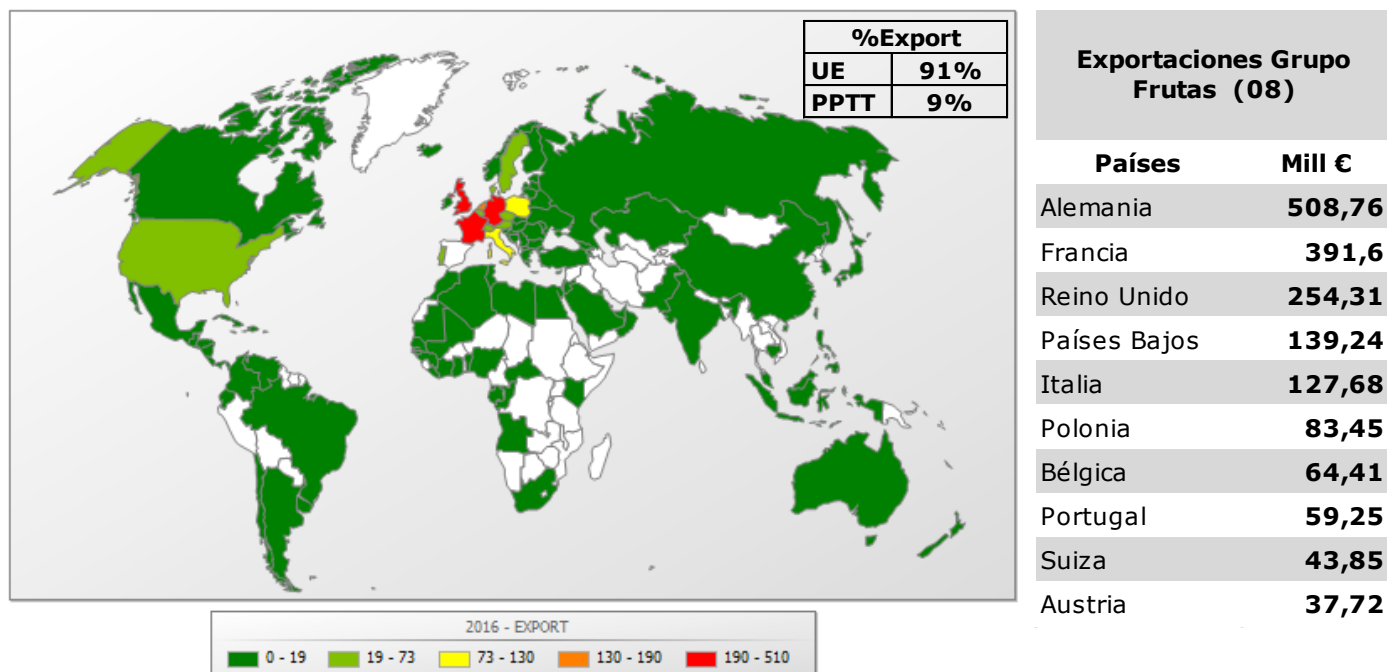 %Export
UE 91%
PPTT 9%
2016 - EXPORT
0 - 19 19 - 73 73 - 130 130 - 190 190 - 510
Exportaciones Grupo
Frutas (08)
Países Mill €
Alemania 508,76
Francia 391,6
Reino Unido 254,31
Países Bajos 139,24
Italia 127,68
Polonia 83,45
Bélgica 64,41
Portugal 59,25
Suiza 43,85
Austria 37,72